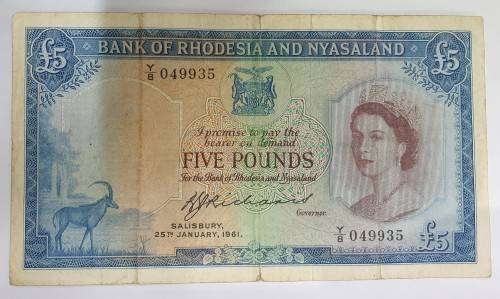 £5 BANK OF RHODESIA AND NYASALAND £5
Y/8 049935
I promise to pay the
bearer on demand
FIVE POUNDS
For the Bank of Rhodesia and Nyasaland
Governor
SALISBURY,
25TH JANUARY, 1961.
Y/8 049935
£5